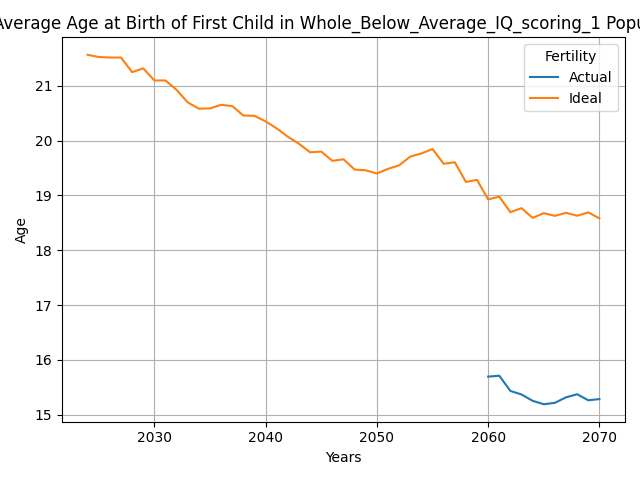 Average Age at Birth of First Child in Whole_Below_Average_IQ_scoring_1 Popu
Fertility
Actual
Ideal
21
20
19
18
17
16
15
Age
2030 2040 2050 2060 2070
Years